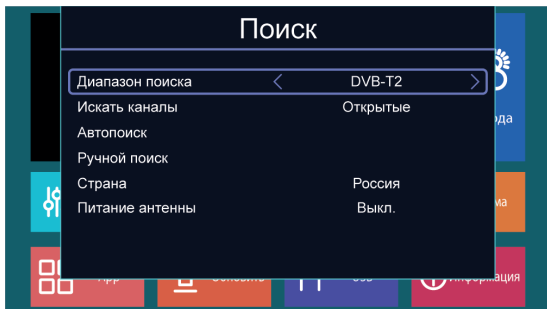 Поиск
Диапазон поиска < DVB-T2 >
Искать каналы Открытые
Автопоиск
Ручной поиск
Страна Россия
Питание антенны Выкл.